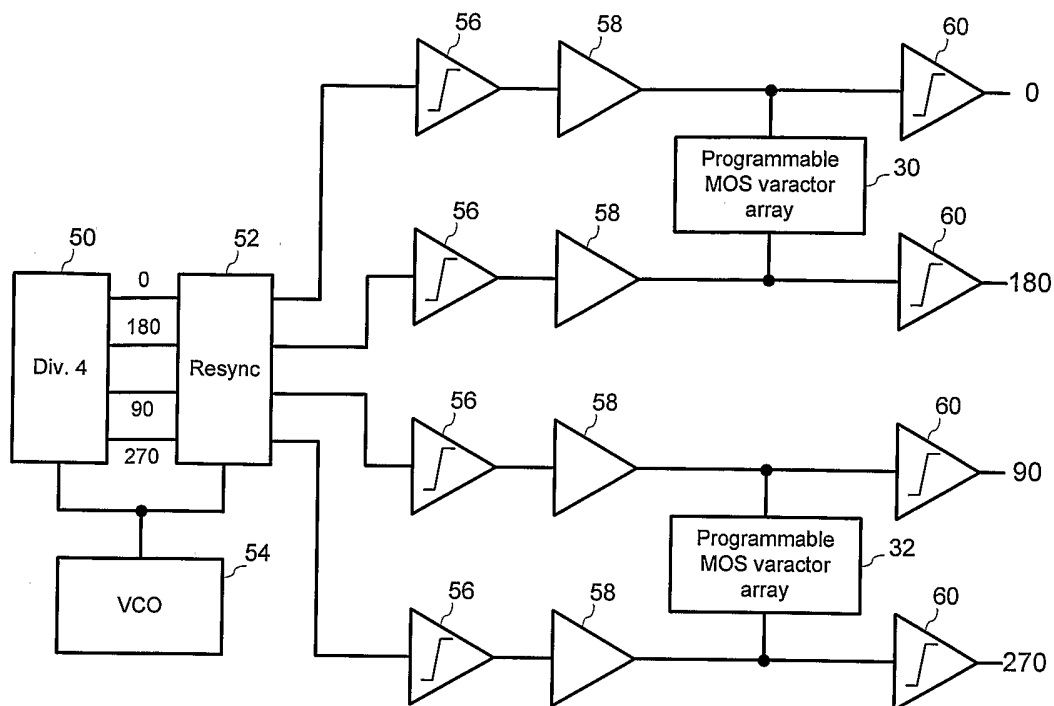 56
58
60
0
Programmable
MOS varactor
array
30
50
52
56
58
60
0
180
180
Div. 4
Resync
90
270
56
58
60
90
Programmable
MOS varactor
array
32
54
VCO
56
58
60
270